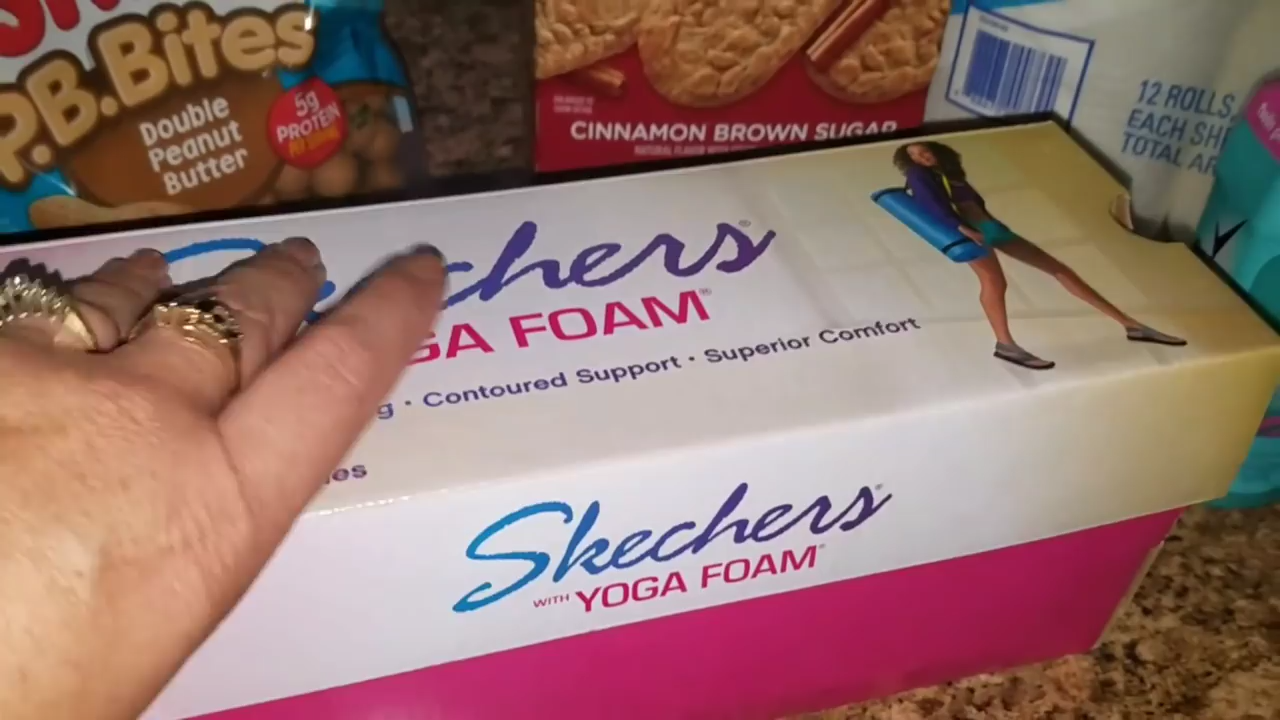 P.B.Bites
Double
Peanut
Butter
5g
PROTEIN
CINNAMON BROWN SUGAR
12 ROLLS,
EACH SHE
TOTAL AR
chers®
GA FOAM®
g · Contoured Support · Superior Comfort
ies
Skechers®
WITH YOGA FOAM®